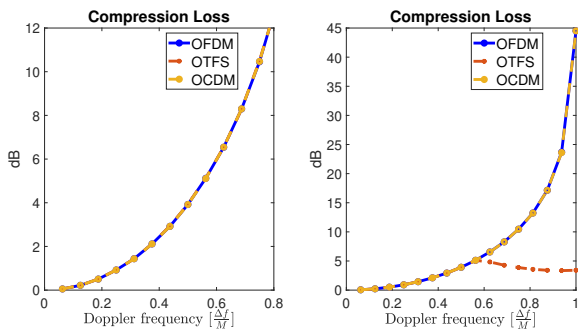 Compression Loss
12
10
8
6
4
2
0
dB
OFDM
OTFS
OCDM
0
0.2
0.4
0.6
0.8
Doppler frequency [Δf/M]
Compression Loss
45
40
35
30
25
20
15
10
5
0
dB
OFDM
OTFS
OCDM
0
0.2
0.4
0.6
0.8
1
Doppler frequency [Δf/M]